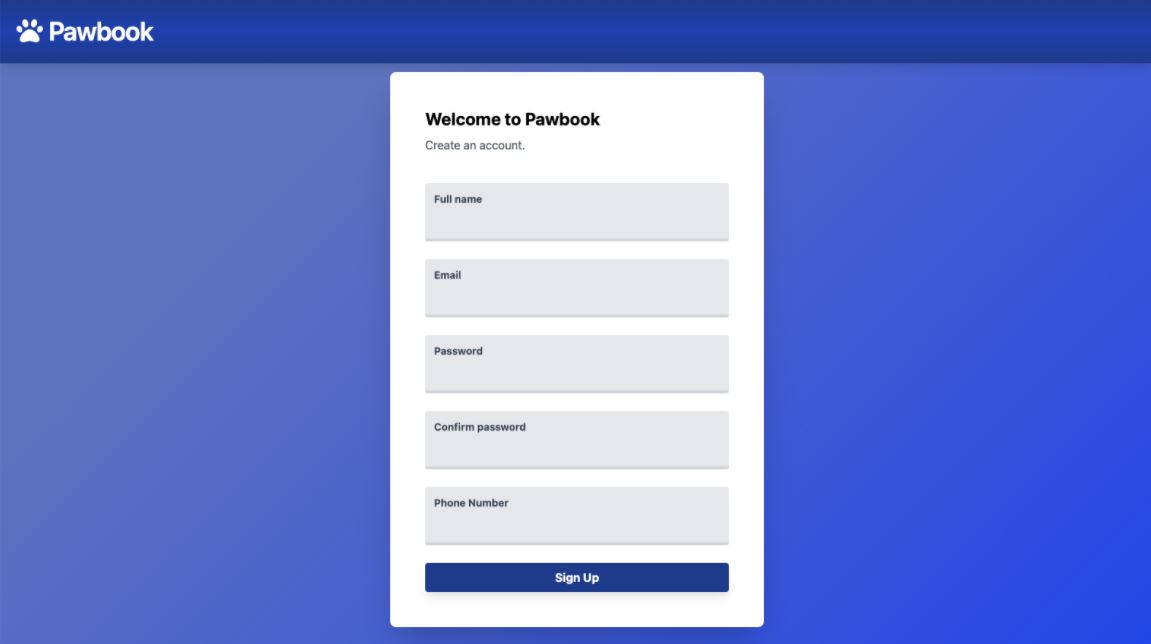 Pawbook
Welcome to Pawbook
Create an account.
Full name
Email
Password
Confirm password
Phone Number
Sign Up